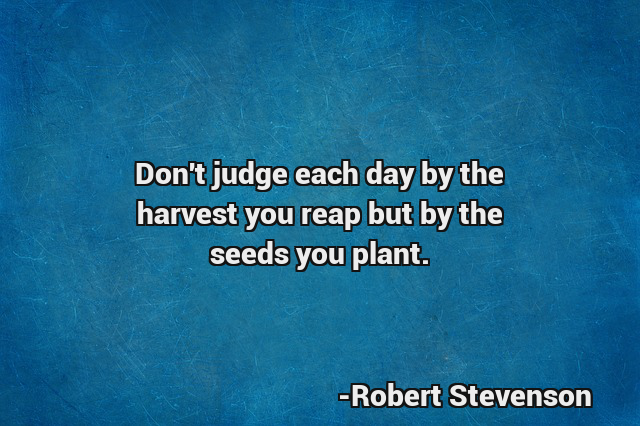 Don't judge each day by the
harvest you reap but by the
seeds you plant.
-Robert Stevenson